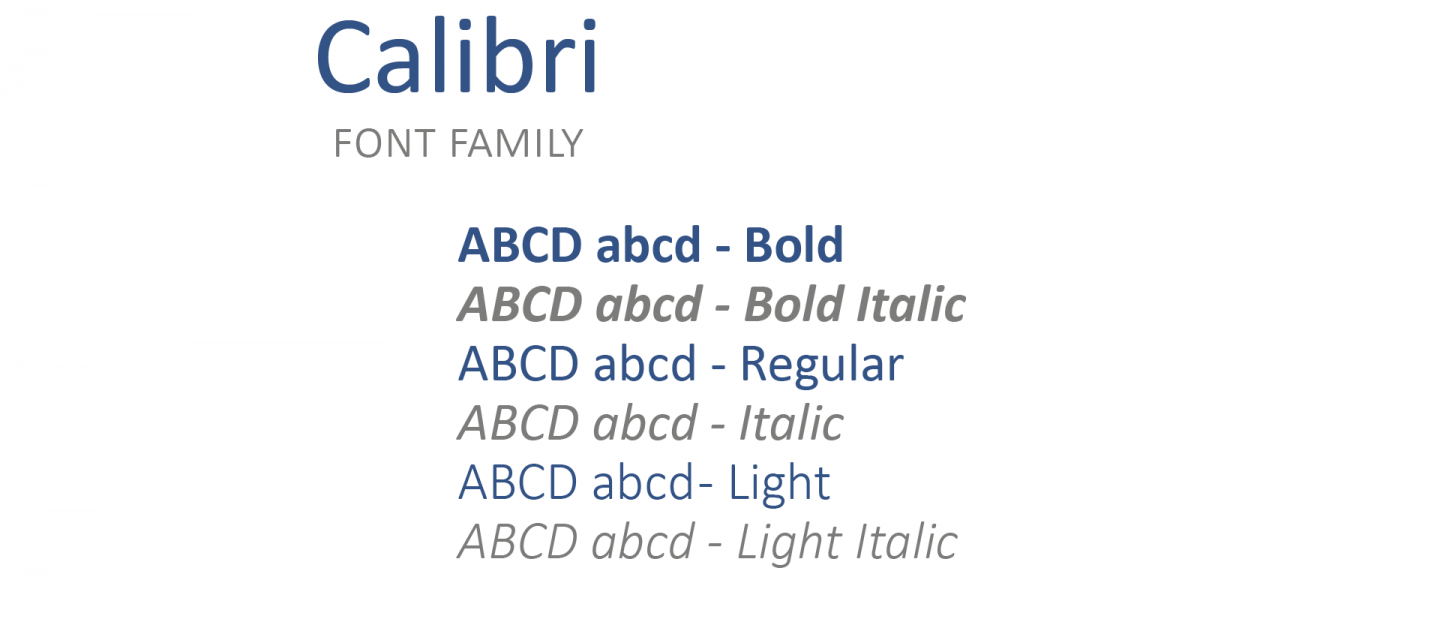 Calibri
FONT FAMILY
ABCD abcd - Bold
ABCD abcd - Bold Italic
ABCD abcd - Regular
ABCD abcd - Italic
ABCD abcd- Light
ABCD abcd - Light Italic